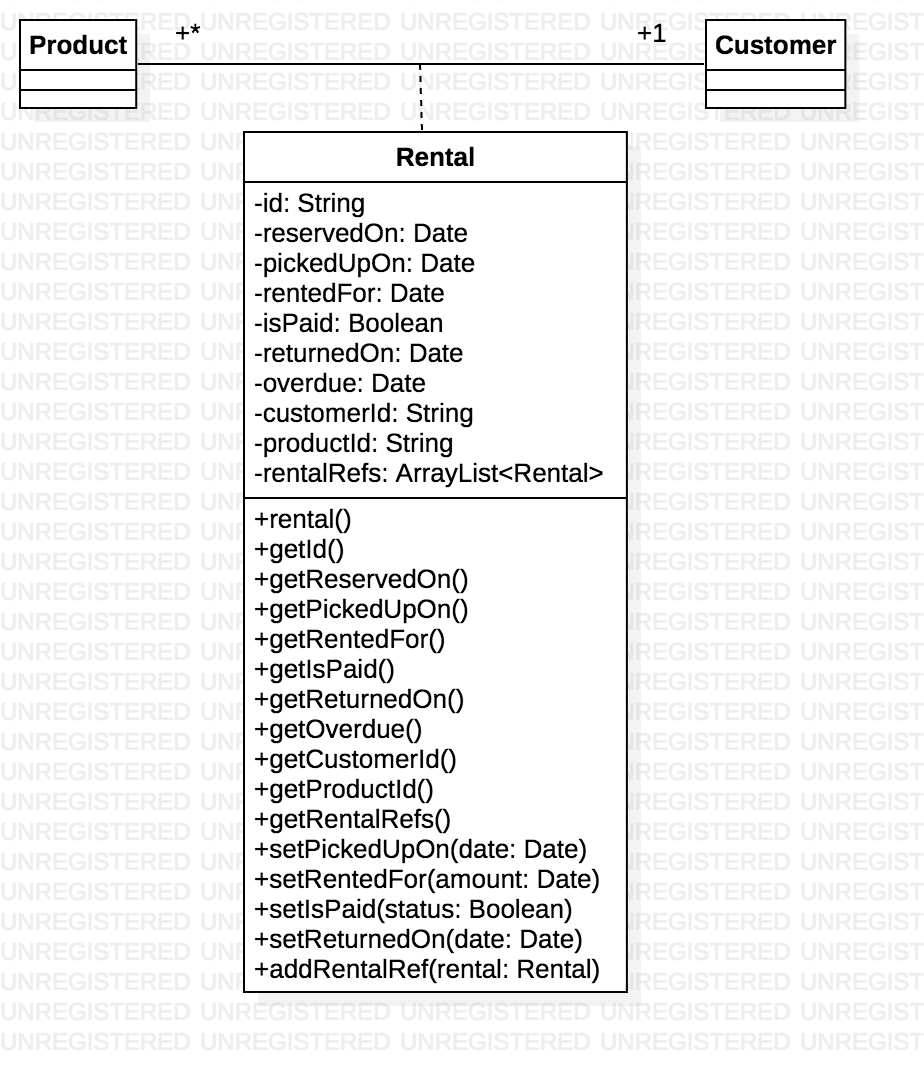 Product
+*
+1
Customer
Rental
-id: String
-reservedOn: Date
-pickedUpOn: Date
-rentedFor: Date
-isPaid: Boolean
-returnedOn: Date
-overdue: Date
-customerId: String
-productId: String
-rentalRefs: ArrayList<Rental>
+rental()
+getId()
+getReservedOn()
+getPickedUpOn()
+getRentedFor()
+getIsPaid()
+getReturnedOn()
+getOverdue()
+getCustomerId()
+getProductId()
+getRentalRefs()
+setPickedUpOn(date: Date)
+setRentedFor(amount: Date)
+setIsPaid(status: Boolean)
+setReturnedOn(date: Date)
+addRentalRef(rental: Rental)
UNREGISTERED UNREGISTERED UNREGISTERED UNREGISTERED UNREGIST